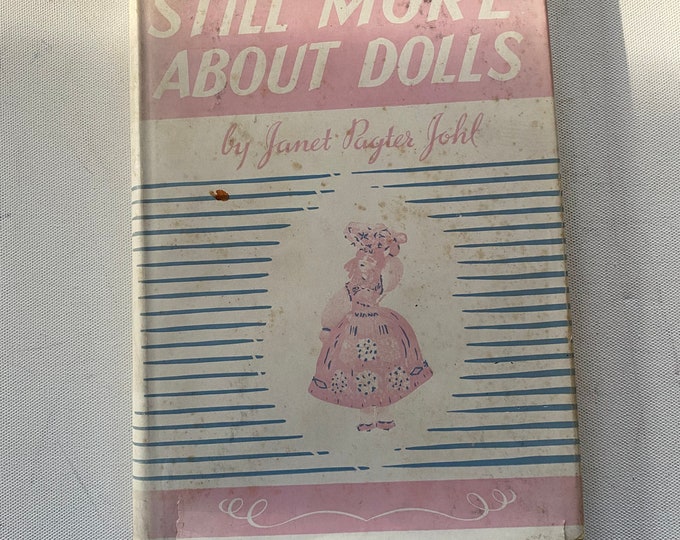 STILL MORE
ABOUT DOLLS
by Janet Pagter Johl